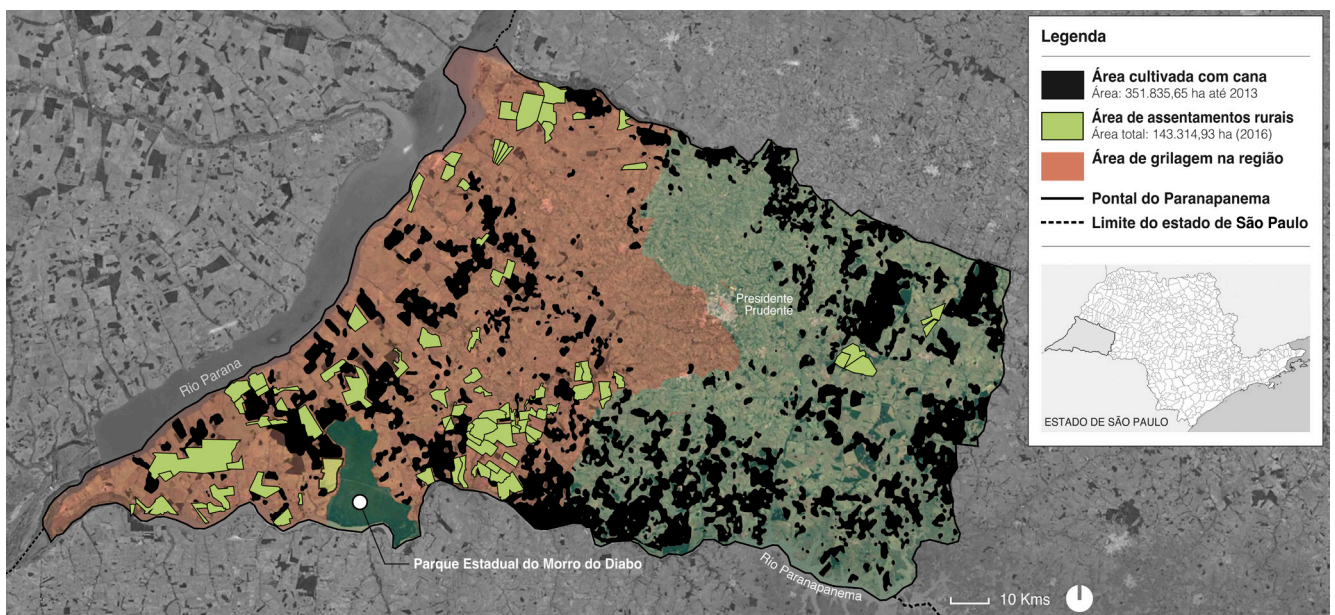 Legenda
Área cultivada com cana
Área: 351.835,65 ha até 2013
Área de assentamentos rurais
Área total: 143.314,93 ha (2016)
Área de grilagem na região
Pontal do Paranapanema
Limite do estado de São Paulo
ESTADO DE SÃO PAULO
Presidente
Prudente
Rio Parana
Parque Estadual do Morro do Diabo
Rio Paranapanema
10 Kms